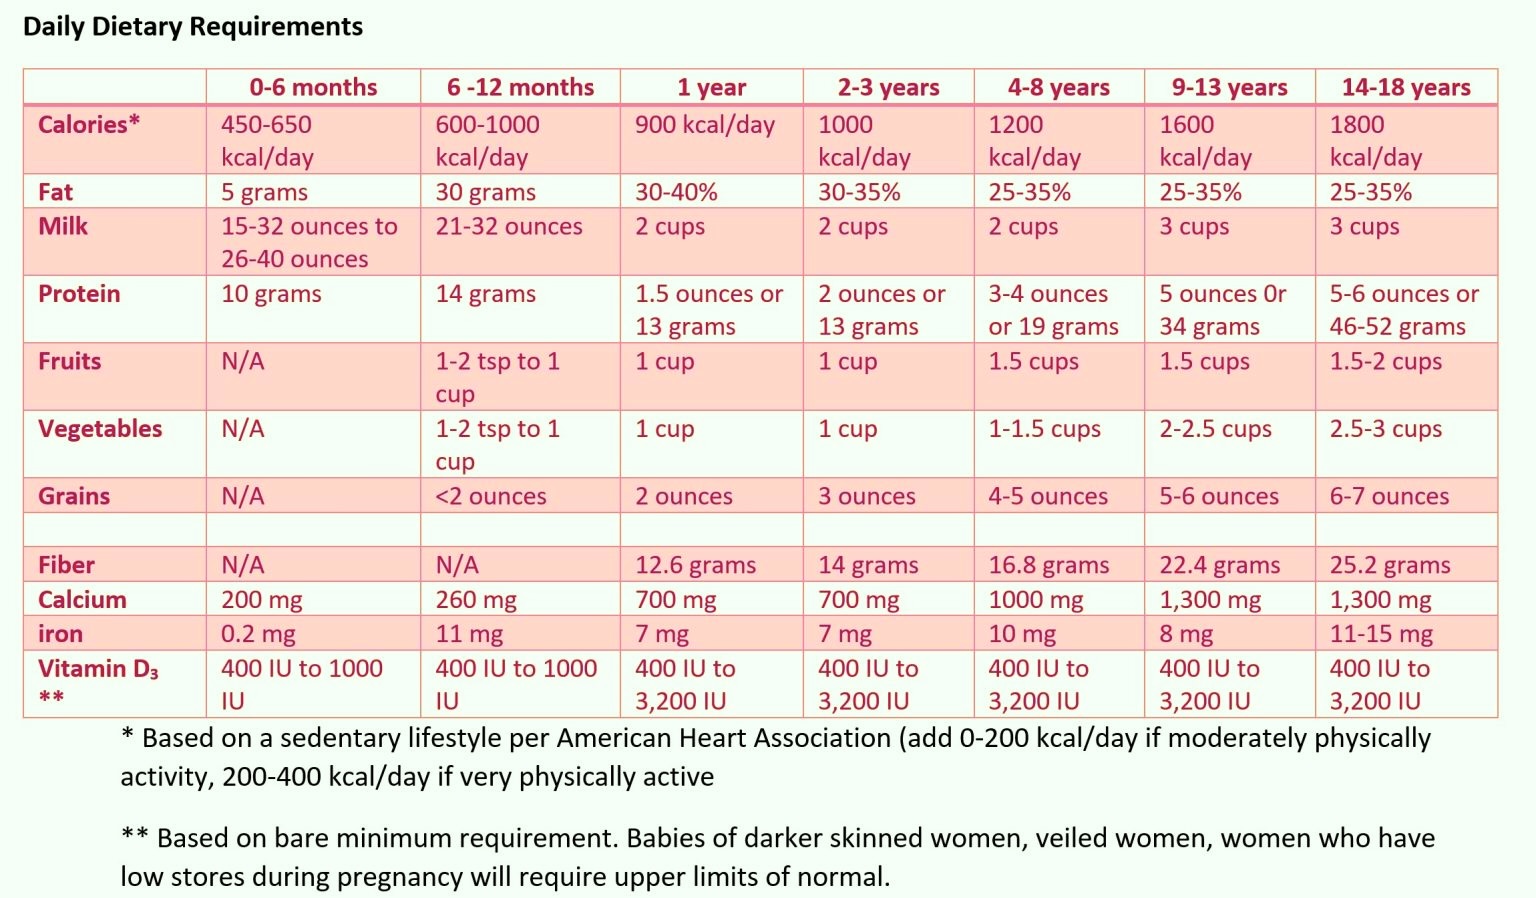 Daily Dietary Requirements
0-6 months 6 -12 months 1 year 2-3 years 4-8 years 9-13 years 14-18 years
Calories* 450-650 600-1000 900 kcal/day 1000 1200 1600 1800
kcal/day kcal/day kcal/day kcal/day kcal/day kcal/day
Fat 5 grams 30 grams 30-40% 30-35% 25-35% 25-35% 25-35%
Milk 15-32 ounces to 21-32 ounces 2 cups 2 cups 2 cups 3 cups 3 cups
26-40 ounces
Protein 10 grams 14 grams 1.5 ounces or 2 ounces or 3-4 ounces 5 ounces 0r 5-6 ounces or
13 grams 13 grams or 19 grams 34 grams 46-52 grams
Fruits N/A 1-2 tsp to 1 1 cup 1 cup 1.5 cups 1.5 cups 1.5-2 cups
cup
Vegetables N/A 1-2 tsp to 1 1 cup 1 cup 1-1.5 cups 2-2.5 cups 2.5-3 cups
cup
Grains N/A <2 ounces 2 ounces 3 ounces 4-5 ounces 5-6 ounces 6-7 ounces
Fiber N/A N/A 12.6 grams 14 grams 16.8 grams 22.4 grams 25.2 grams
Calcium 200 mg 260 mg 700 mg 700 mg 1000 mg 1,300 mg 1,300 mg
iron 0.2 mg 11 mg 7 mg 7 mg 10 mg 8 mg 11-15 mg
Vitamin D₃ 400 IU to 1000 400 IU to 1000 400 IU to 400 IU to 400 IU to 400 IU to 400 IU to
** IU IU 3,200 IU 3,200 IU 3,200 IU 3,200 IU 3,200 IU
* Based on a sedentary lifestyle per American Heart Association (add 0-200 kcal/day if moderately physically
activity, 200-400 kcal/day if very physically active
** Based on bare minimum requirement. Babies of darker skinned women, veiled women, women who have
low stores during pregnancy will require upper limits of normal.